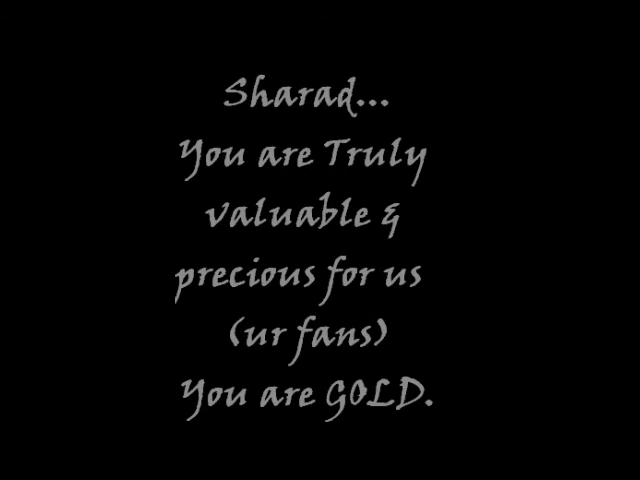 Sharad...
You are Truly
valuable &
precious for us
(ur fans)
You are GOLD.